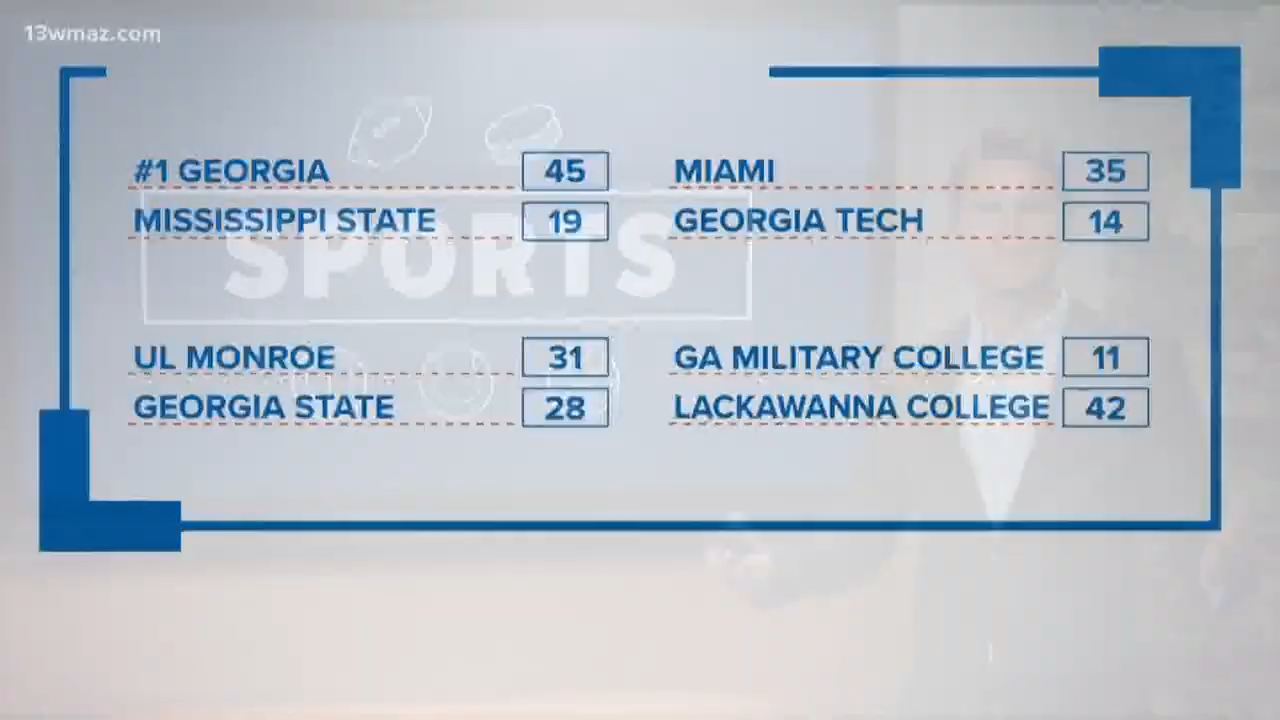 13wmaz.com
#1 GEORGIA 45
MISSISSIPPI STATE 19
MIAMI 35
GEORGIA TECH 14
SPORTS
UL MONROE 31
GEORGIA STATE 28
GA MILITARY COLLEGE 11
LACKAWANNA COLLEGE 42